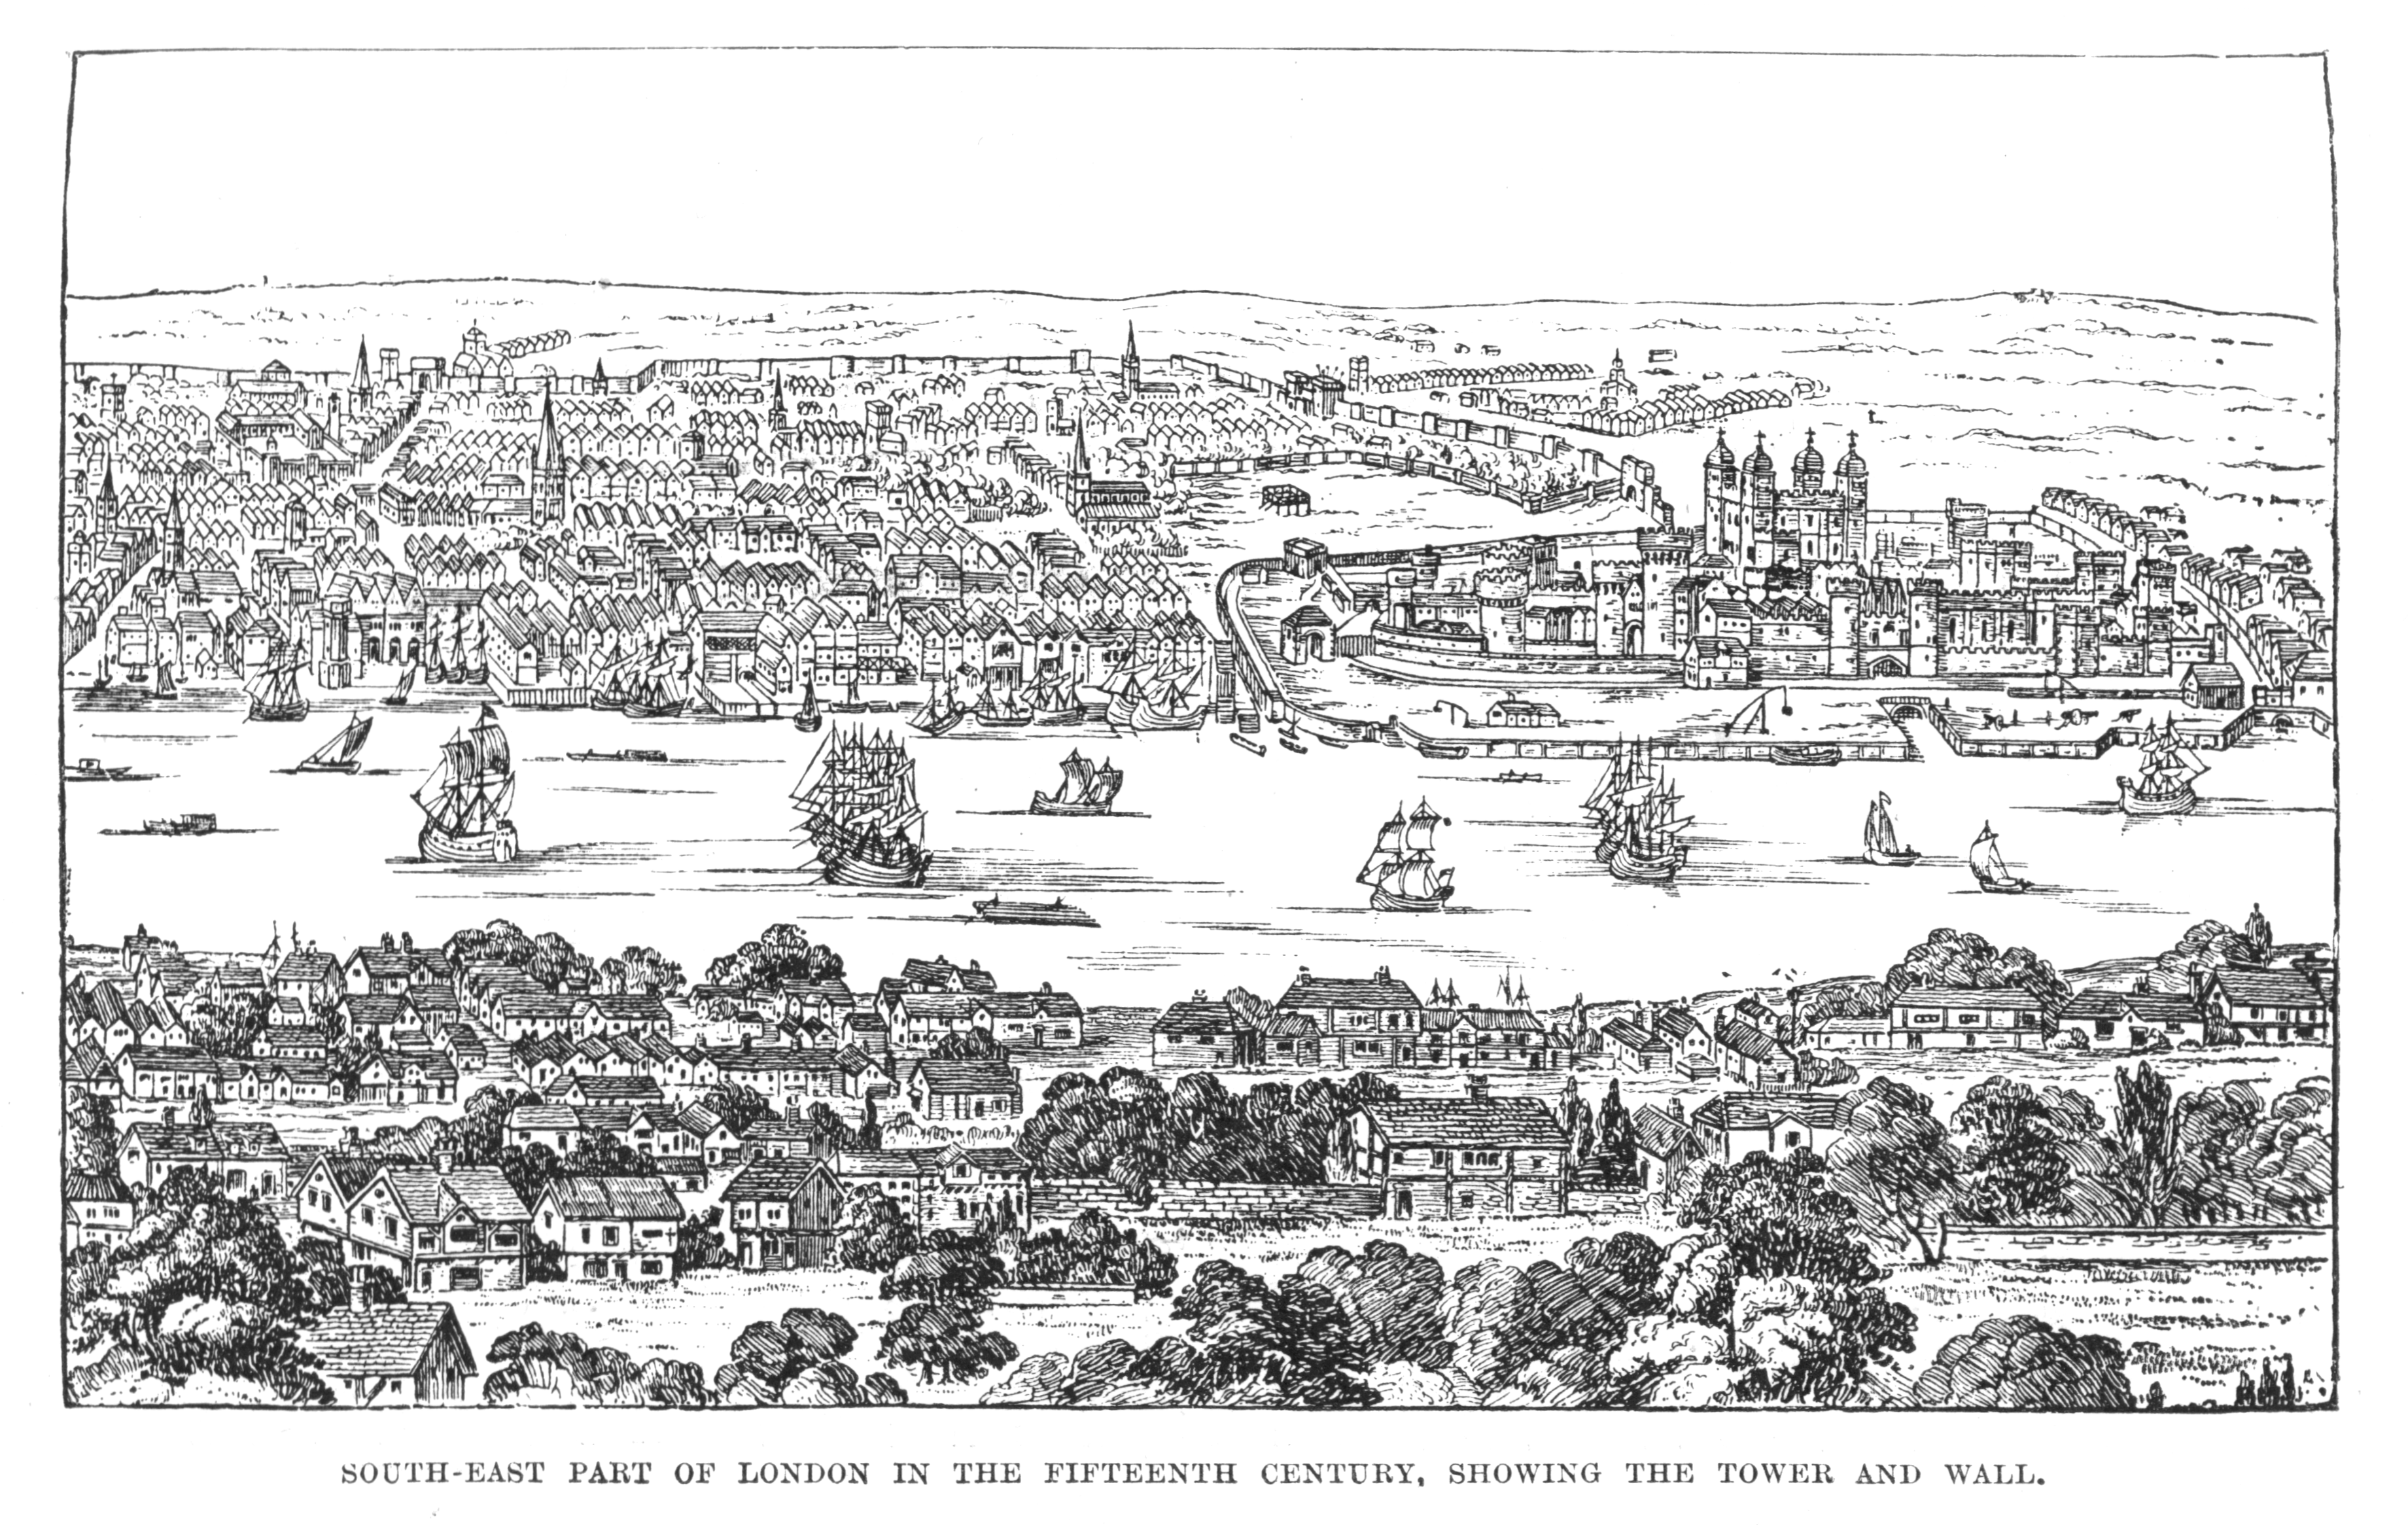 SOUTH-EAST PART OF LONDON IN THE FIFTEENTH CENTURY, SHOWING THE TOWER AND WALL.